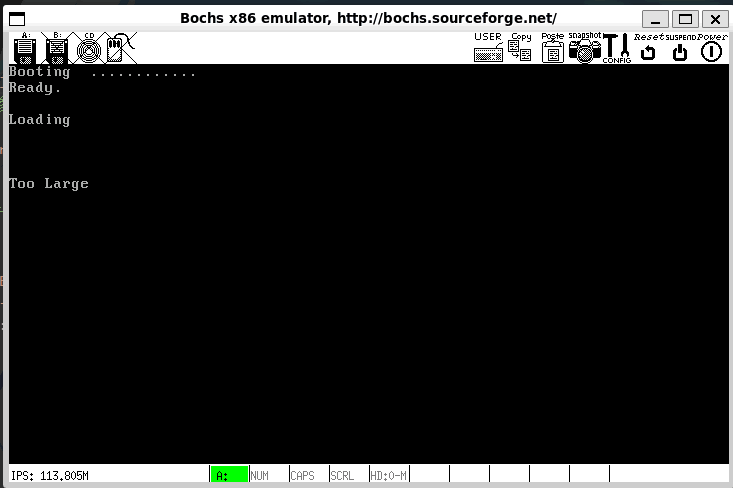 Bochs x86 emulator, http://bochs.sourceforge.net/
A: B: CD USER Copy Paste Snapshot CONFIG Reset SUSPEND Power
Booting ............
Ready.
Loading
Too Large
IPS: 113.805M A: NUM CAPS SCRL HD:0-M